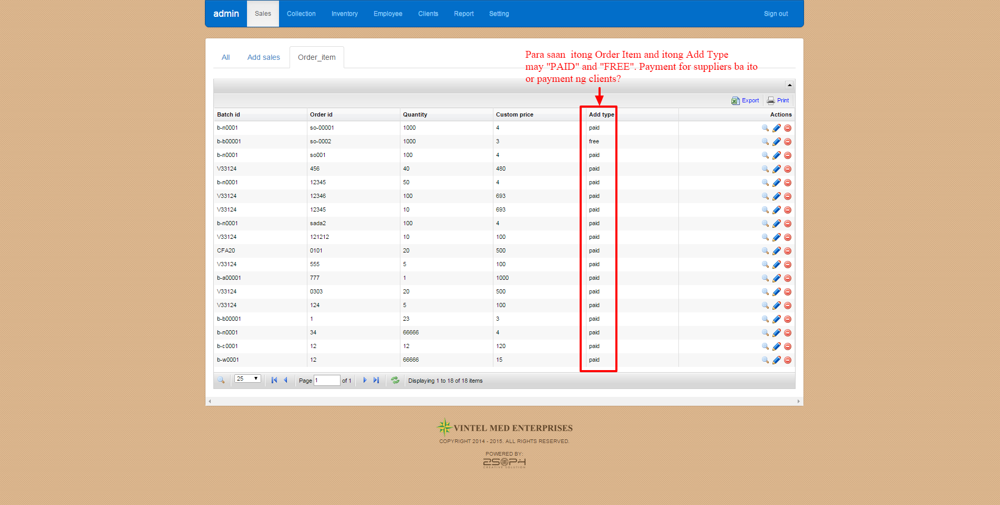 admin Sales Collection Inventory Employee Clients Report Setting Sign out
All Add sales Order_item
Para saan itong Order Item and itong Add Type
may "PAID" and "FREE". Payment for suppliers ba ito
or payment ng clients?
Export Print
Batch id Order id Quantity Custom price Add type Actions
b-n0001 so-00001 1000 4 paid
b-b00001 so-0002 1000 3 free
b-n0001 so001 100 4 paid
V33124 456 40 480 paid
b-n0001 12345 50 4 paid
V33124 12346 100 693 paid
V33124 12345 10 693 paid
b-n0001 sada2 100 4 paid
V33124 121212 10 100 paid
CFA20 0101 20 500 paid
V33124 555 5 100 paid
b-a00001 777 1 1000 paid
V33124 0303 20 500 paid
V33124 124 5 100 paid
b-b00001 1 23 3 paid
b-n0001 34 66666 4 paid
b-c0001 12 12 120 paid
b-w0001 12 66666 15 paid
25 Page 1 of 1 Displaying 1 to 18 of 18 items
VINTEL MED ENTERPRISES
COPYRIGHT 2014 - 2015. ALL RIGHTS RESERVED.
POWERED BY:
CREATIVE SOLUTION